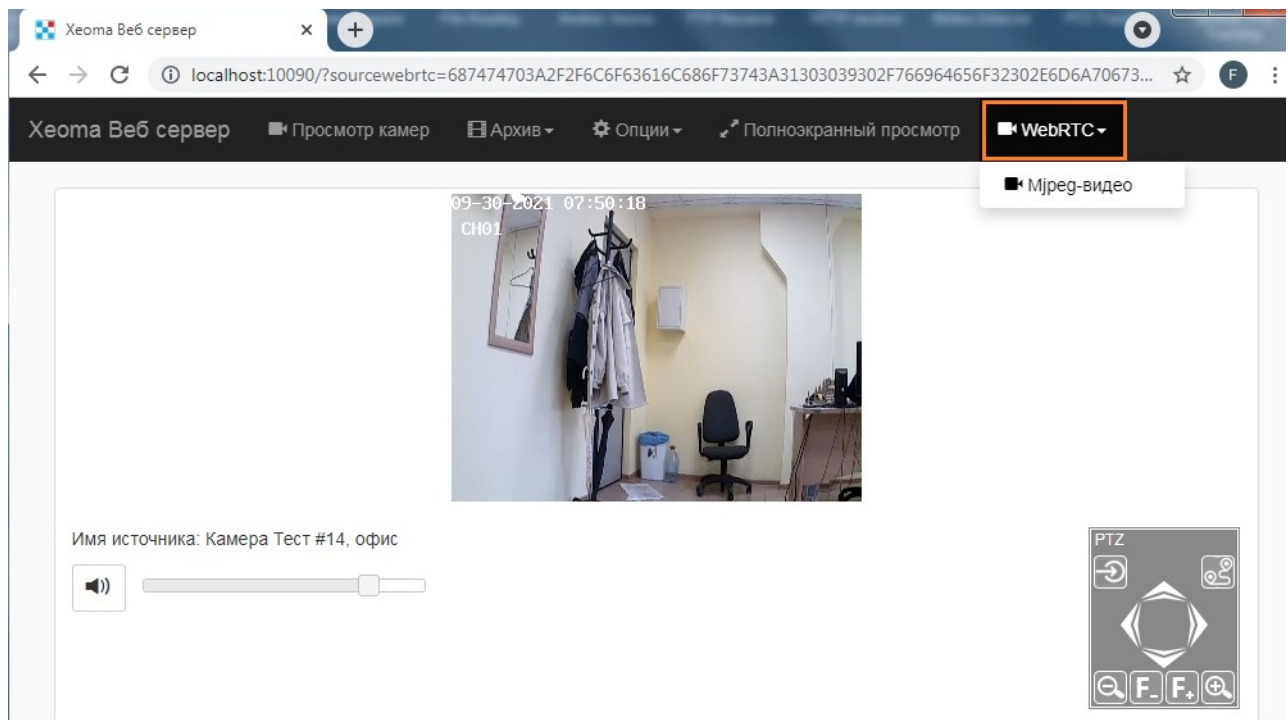 Xeoma Веб сервер
localhost:10090/?sourcewebrtc=687474703A2F2F6C6F63616C686F73743A31303039302F766964656F32302E6D6A70673...
F
Xeoma Веб сервер Просмотр камер Архив Опции Полноэкранный просмотр WebRTC
Mjpeg-видео
09-30-2021 07:50:18
CH01
Имя источника: Камера Тест #14, офис
PTZ
F- F+